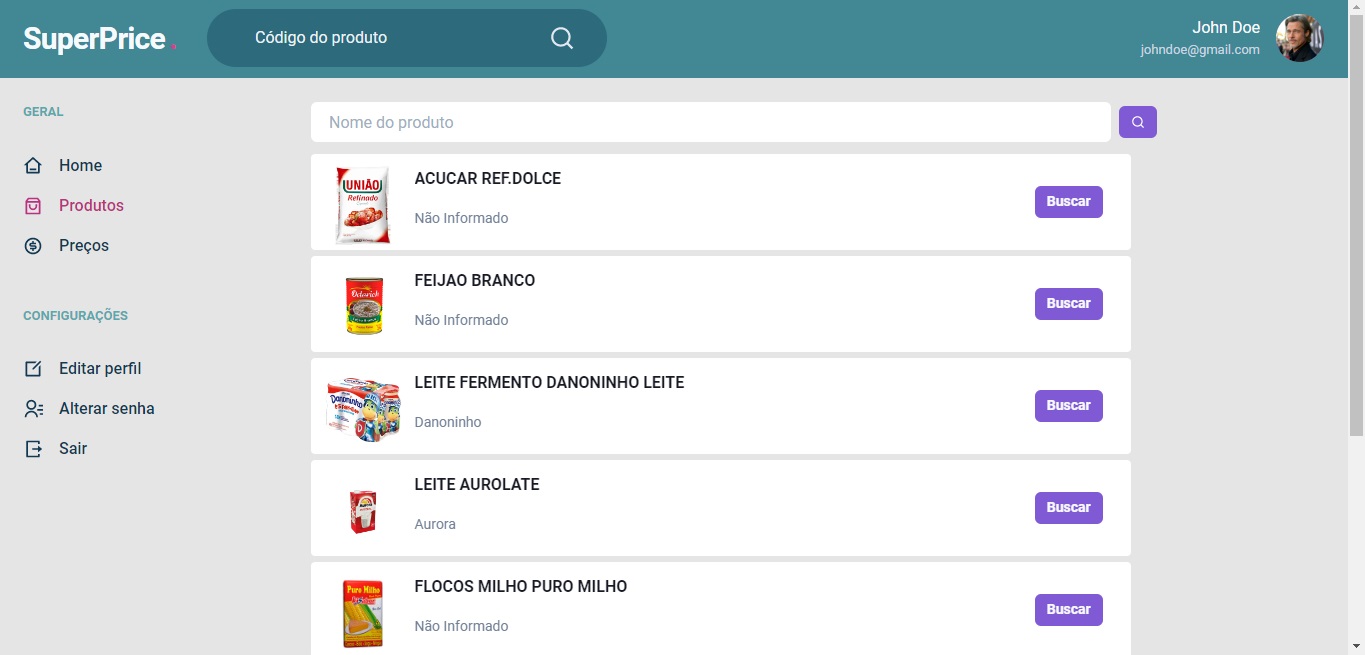 SuperPrice.
Código do produto
John Doe
johndoe@gmail.com
GERAL
Home
Produtos
Preços
CONFIGURAÇÕES
Editar perfil
Alterar senha
Sair
Nome do produto
UNIÃO
Refinado
ACUCAR REF.DOLCE
Não Informado
Buscar
FEIJAO BRANCO
Não Informado
Buscar
Danoninho
LEITE FERMENTO DANONINHO LEITE
Danoninho
Buscar
LEITE AUROLATE
Aurora
Buscar
Puro Milho
FLOCOS MILHO PURO MILHO
Não Informado
Buscar